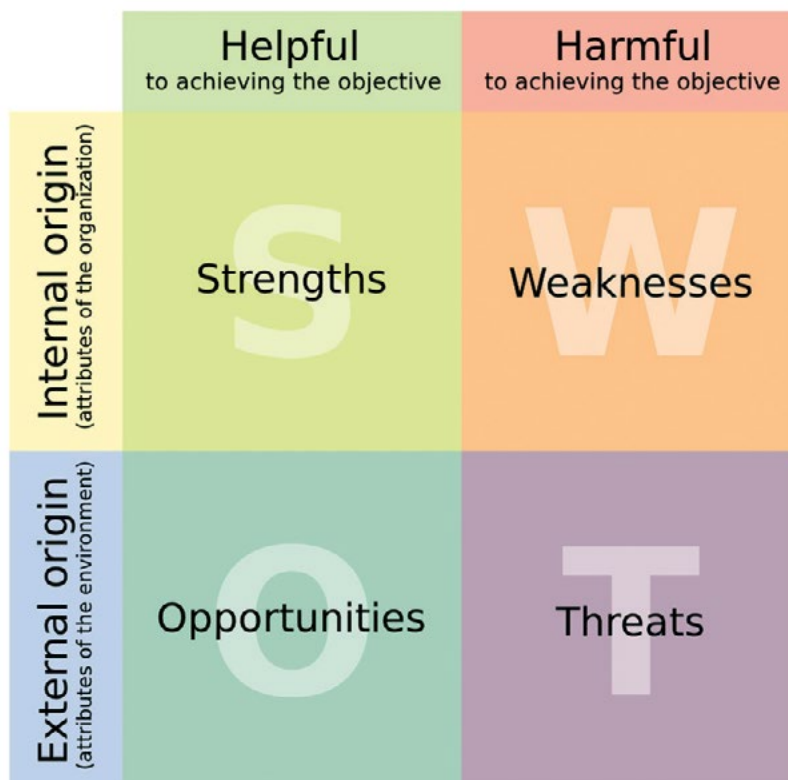 Helpful
to achieving the objective
Harmful
to achieving the objective
Internal origin
(attributes of the organization)
S
Strengths
W
Weaknesses
External origin
(attributes of the environment)
O
Opportunities
T
Threats